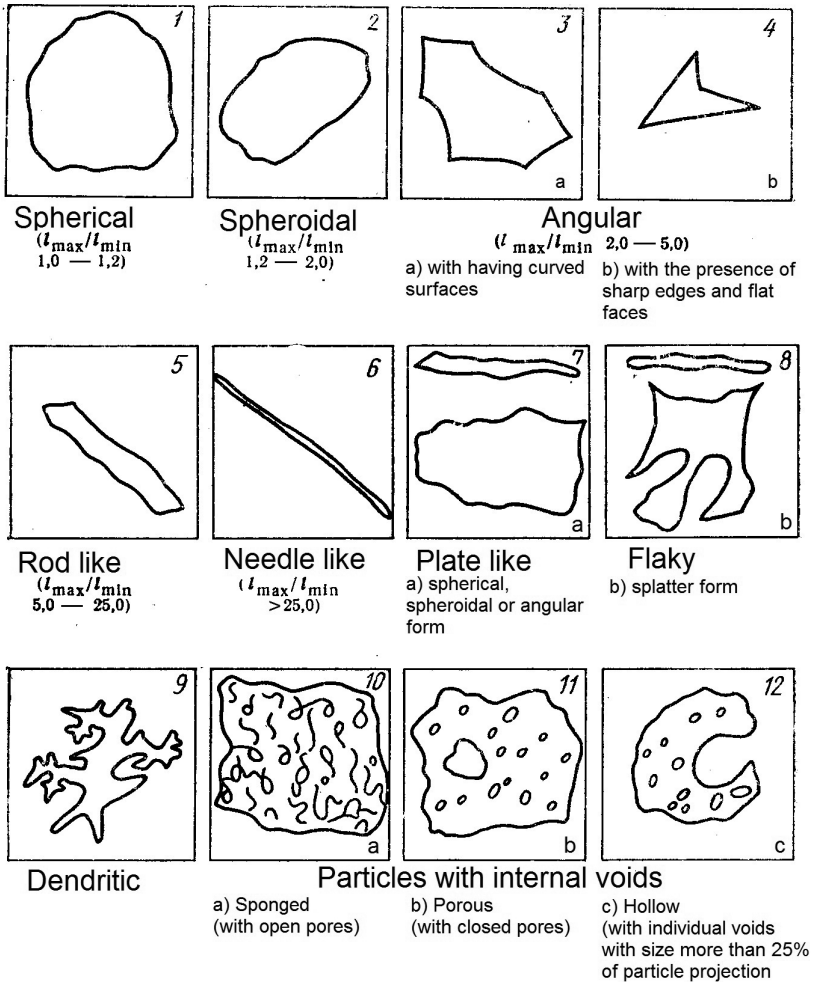 1
2
3
4
a
b
Spherical
(lmax/lmin
1,0 — 1,2)
Spheroidal
(lmax/lmin
1,2 — 2,0)
Angular
(l max/lmin 2,0 — 5,0)
a) with having curved
surfaces
b) with the presence of
sharp edges and flat
faces
5
6
7
8
a
b
Rod like
(lmax/lmin
5,0 — 25,0)
Needle like
(lmax/lmin
>25,0)
Plate like
a) spherical,
spheroidal or angular
form
Flaky
b) splatter form
9
10
11
12
a
b
c
Dendritic
Particles with internal voids
a) Sponged
(with open pores)
b) Porous
(with closed pores)
c) Hollow
(with individual voids
with size more than 25%
of particle projection